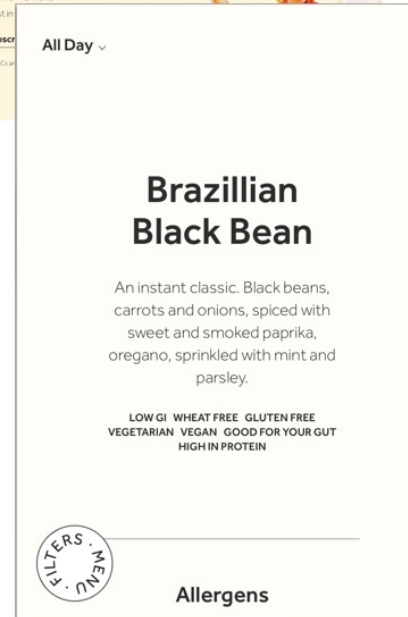 All Day
Brazillian
Black Bean
An instant classic. Black beans,
carrots and onions, spiced with
sweet and smoked paprika,
oregano, sprinkled with mint and
parsley.
LOW GI WHEAT FREE GLUTEN FREE
VEGETARIAN VEGAN GOOD FOR YOUR GUT
HIGH IN PROTEIN
FILTERS · MENU ·
Allergens